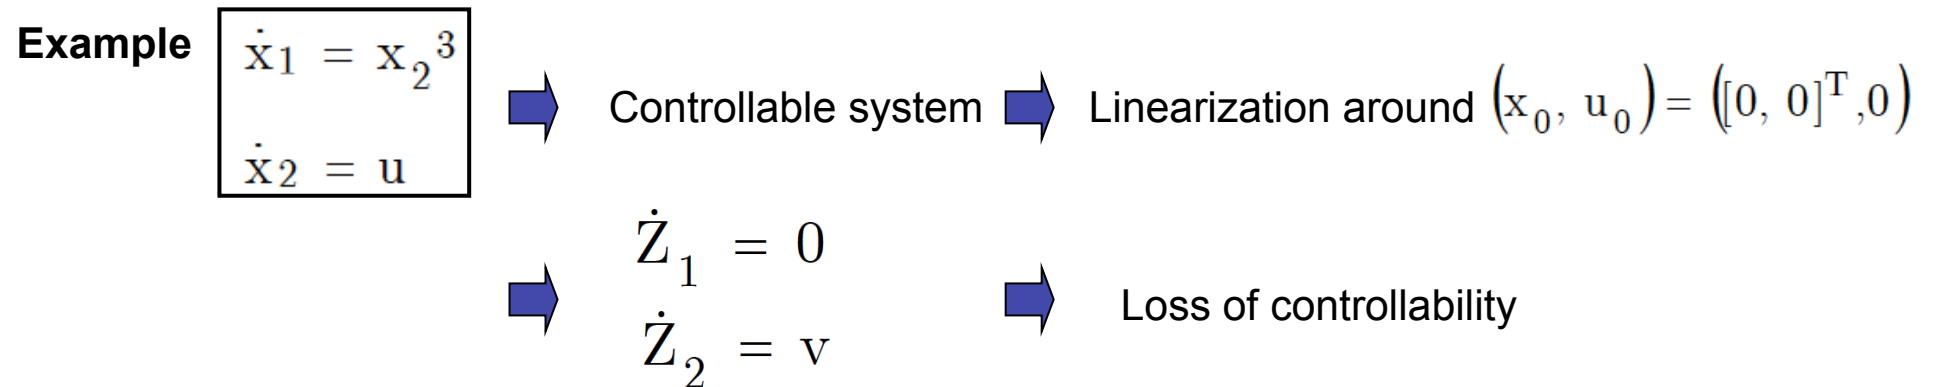 Example
ẋ₁ = x₂³
ẋ₂ = u
Controllable system
Linearization around (x₀, u₀) = ([0, 0]ᵀ,0)
Ż₁ = 0
Ż₂ = v
Loss of controllability